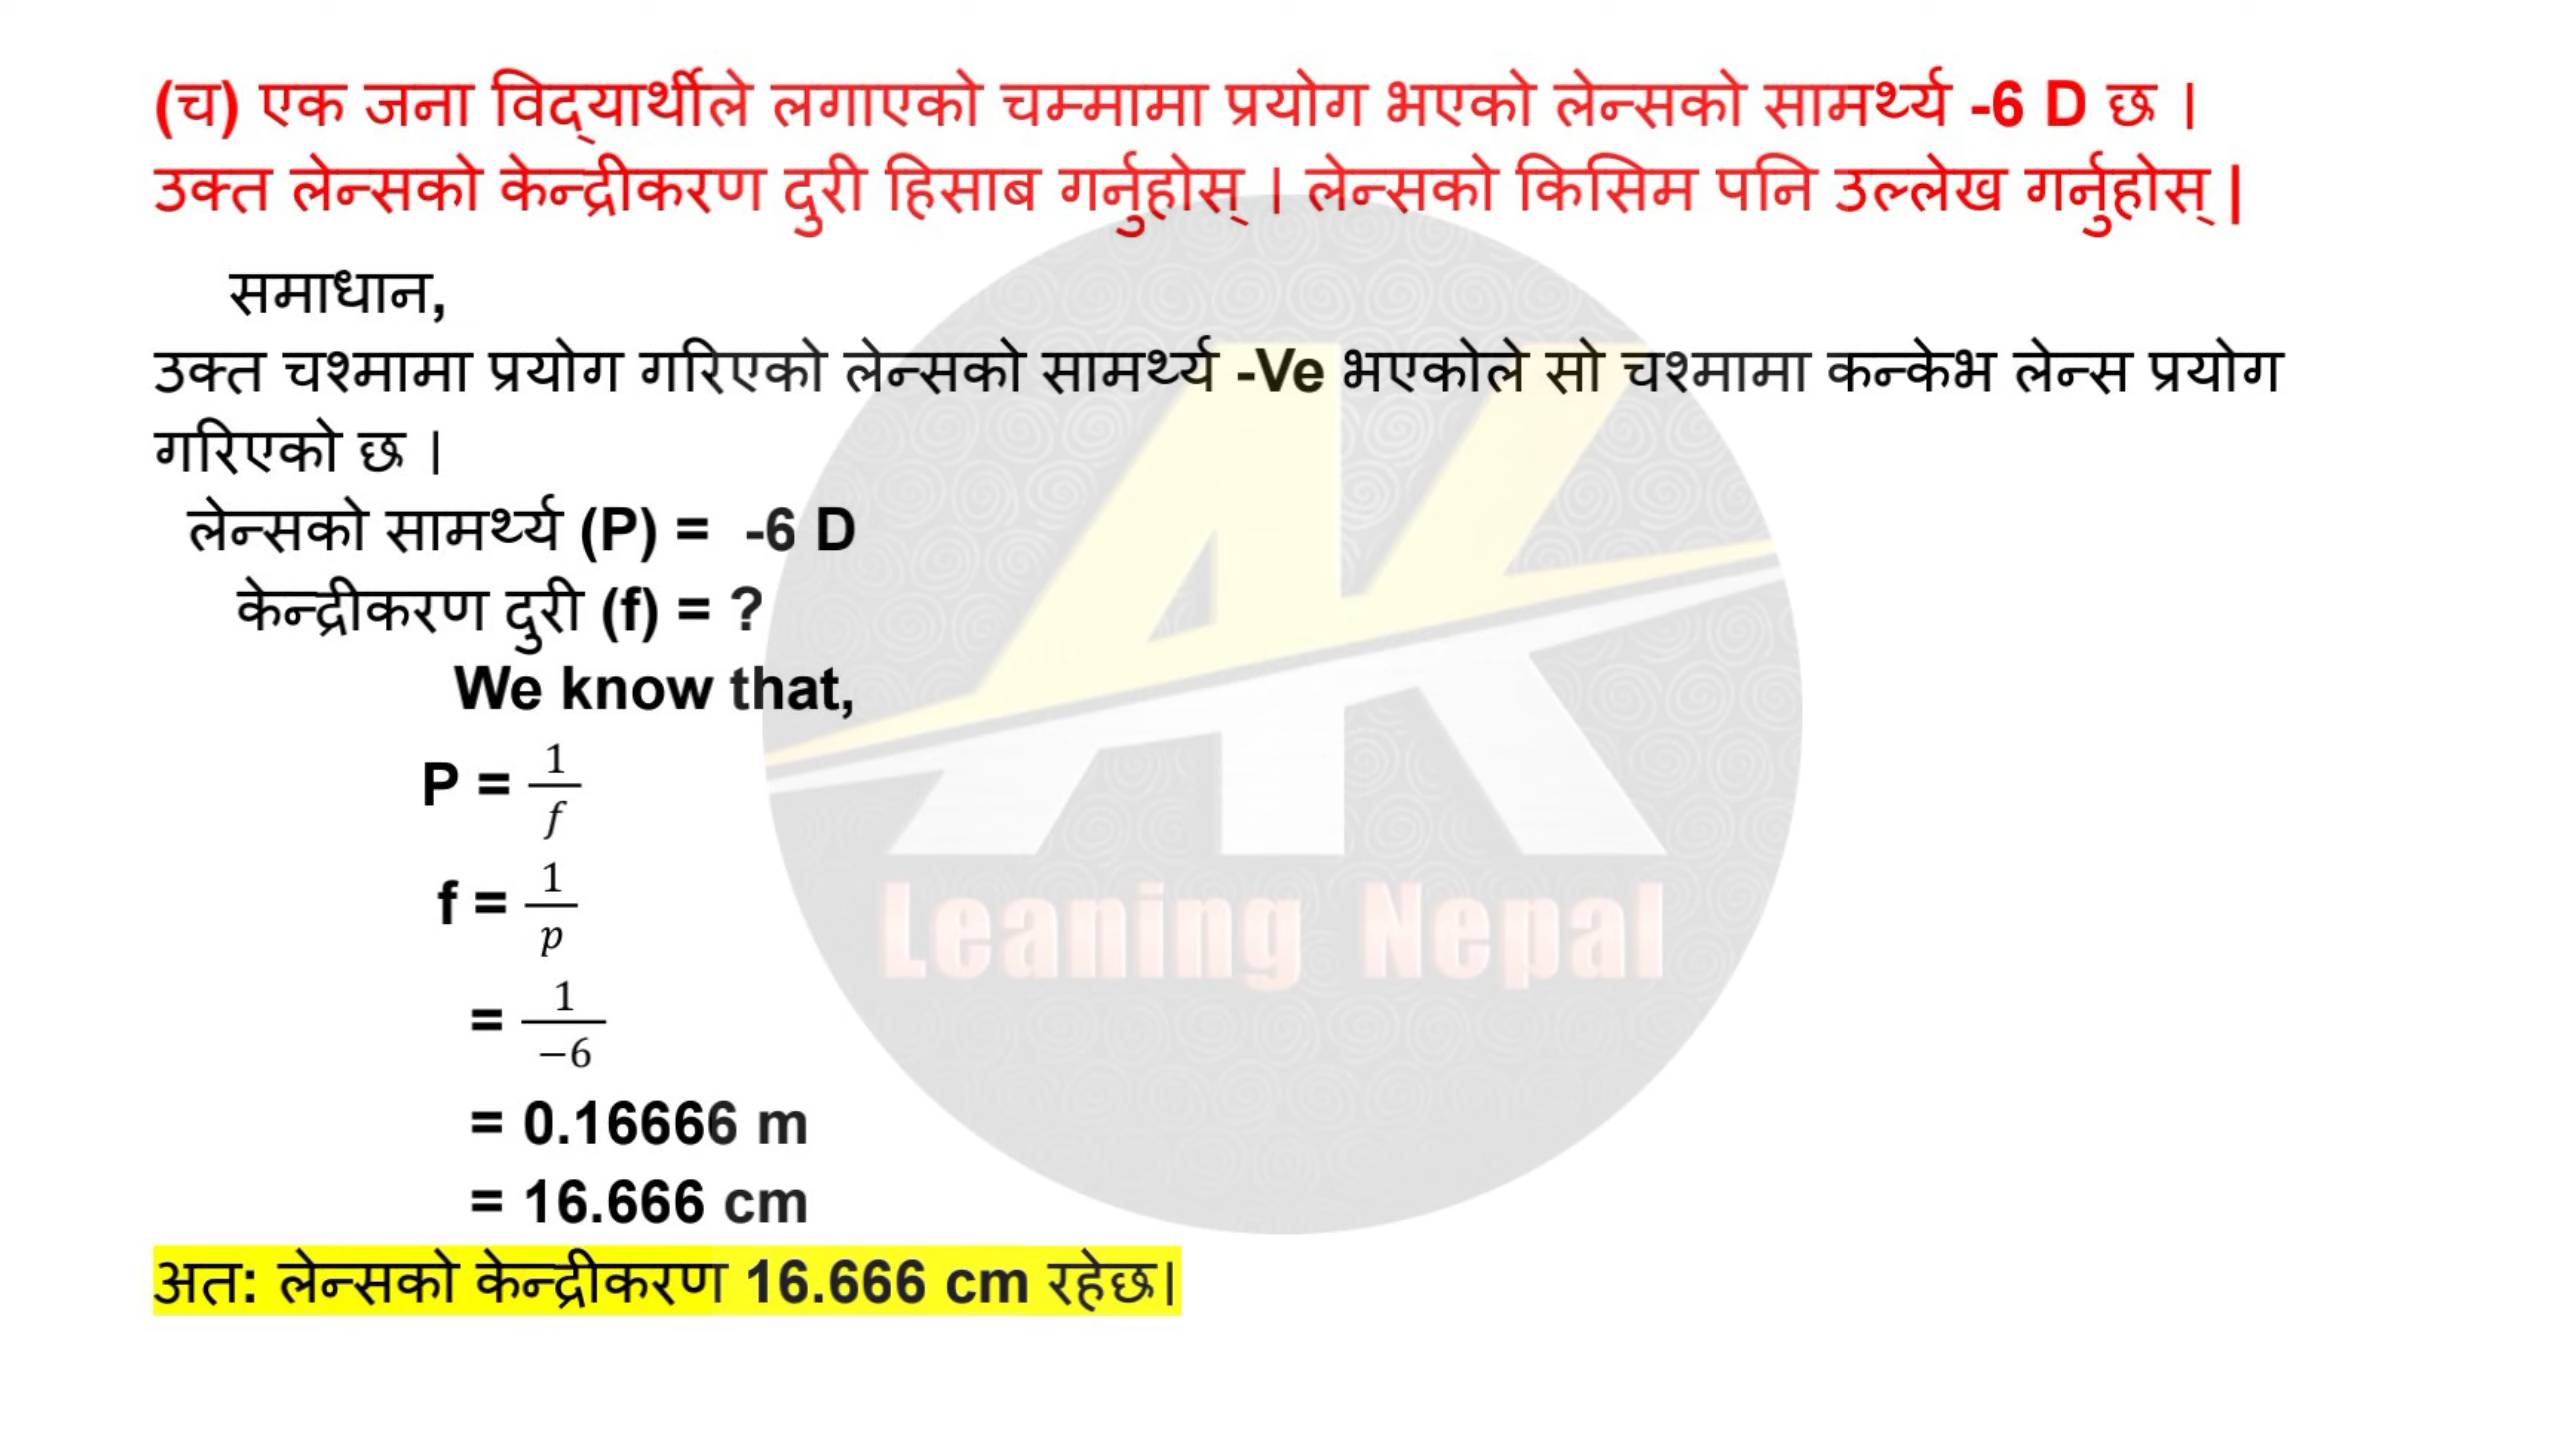 (च) एक जना विद्यार्थीले लगाएको चम्मामा प्रयोग भएको लेन्सको सामर्थ्य -6 D छ ।
उक्त लेन्सको केन्द्रीकरण दुरी हिसाब गर्नुहोस् । लेन्सको किसिम पनि उल्लेख गर्नुहोस् |
समाधान,
उक्त चश्मामा प्रयोग गरिएको लेन्सको सामर्थ्य -Ve भएकोले सो चश्मामा कन्केभ लेन्स प्रयोग
गरिएको छ ।
लेन्सको सामर्थ्य (P) = -6 D
केन्द्रीकरण दुरी (f) = ?
We know that,
P = 1/f
f = 1/p
= 1/−6
= 0.16666 m
= 16.666 cm
अत: लेन्सको केन्द्रीकरण 16.666 cm रहेछ।
AK
Leaning Nepal